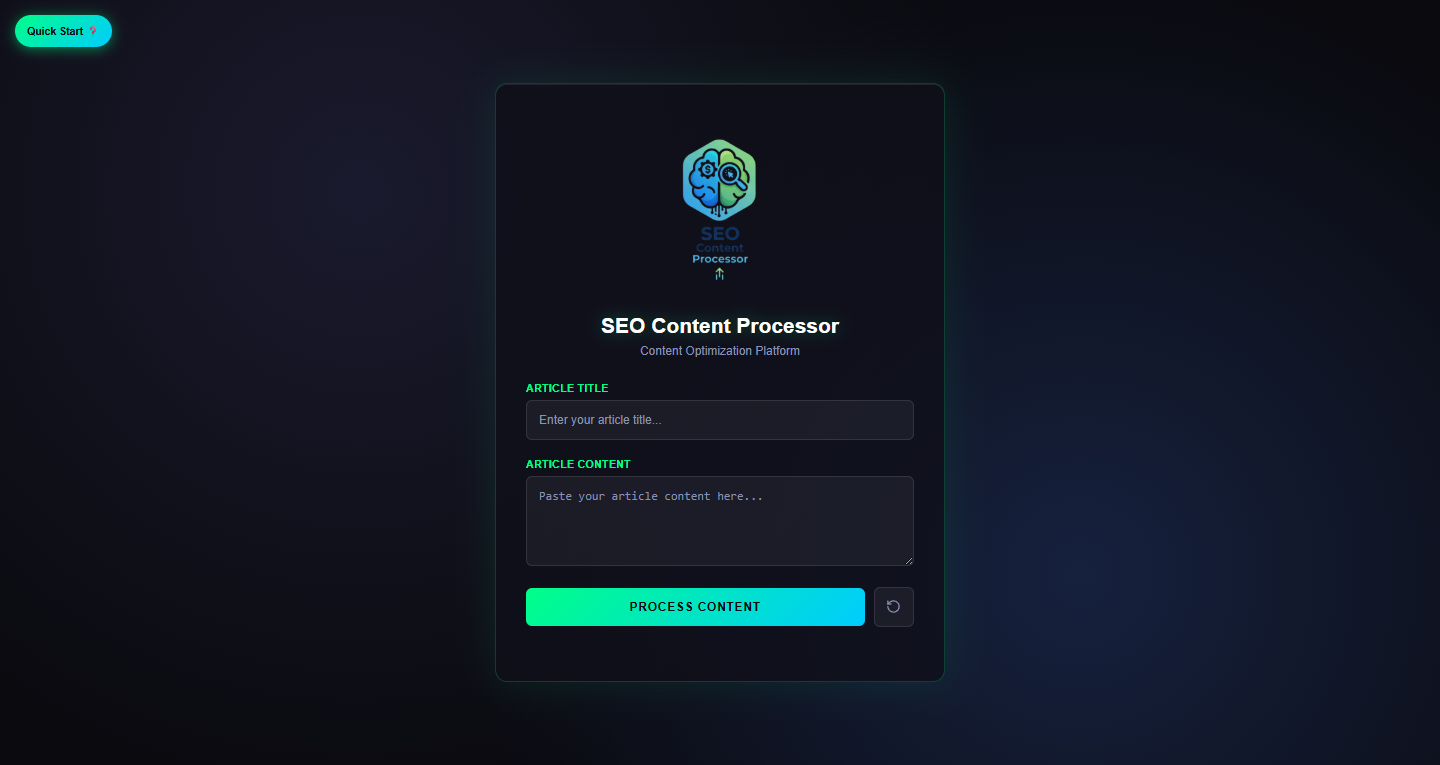 Quick Start
SEO
Content
Processor
SEO Content Processor
Content Optimization Platform
ARTICLE TITLE
Enter your article title...
ARTICLE CONTENT
Paste your article content here...
PROCESS CONTENT